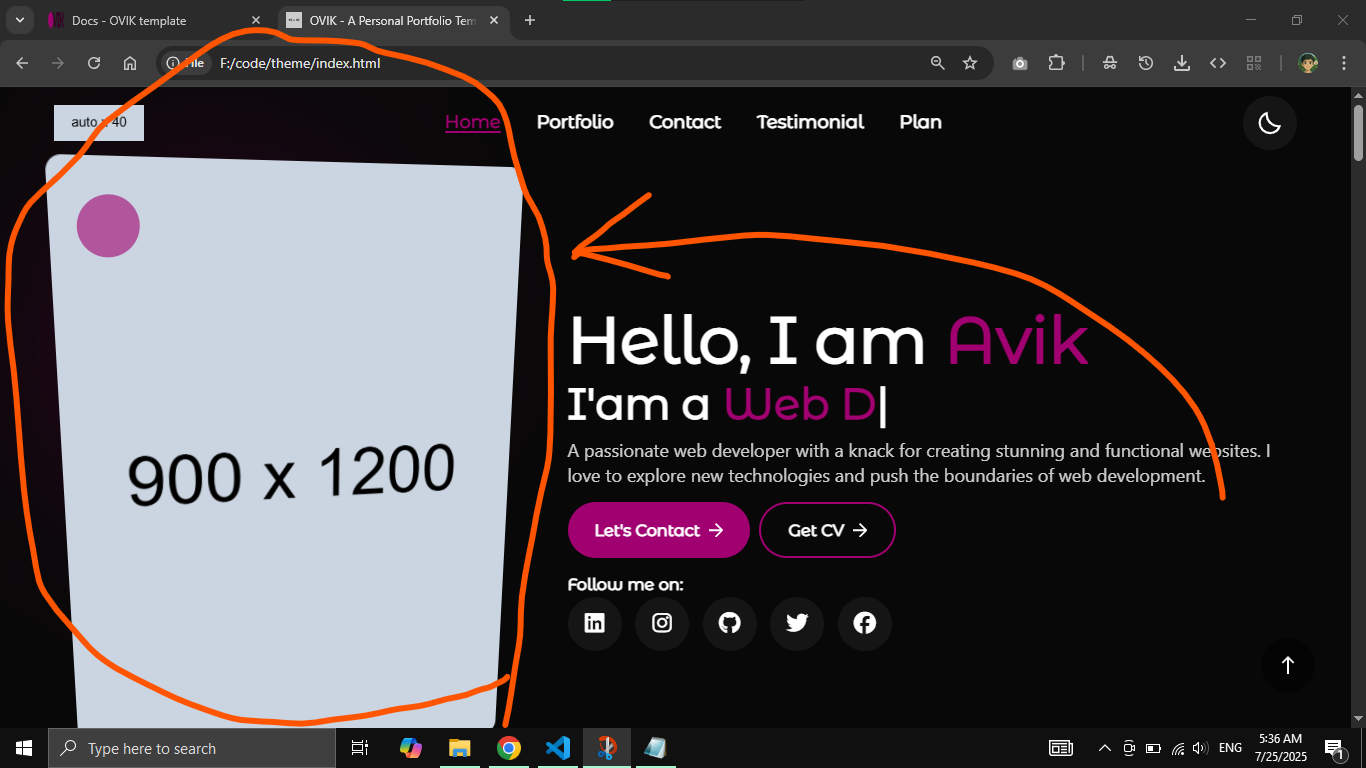 Docs - OVIK template
OVIK - A Personal Portfolio Tem
File
F:/code/theme/index.html
auto x 40
Home
Portfolio
Contact
Testimonial
Plan
900 x 1200
Hello, I am Avik
I'am a Web D|
A passionate web developer with a knack for creating stunning and functional websites. I
love to explore new technologies and push the boundaries of web development.
Let's Contact
Get CV
Follow me on:
Type here to search
ENG
5:36 AM
7/25/2025
1